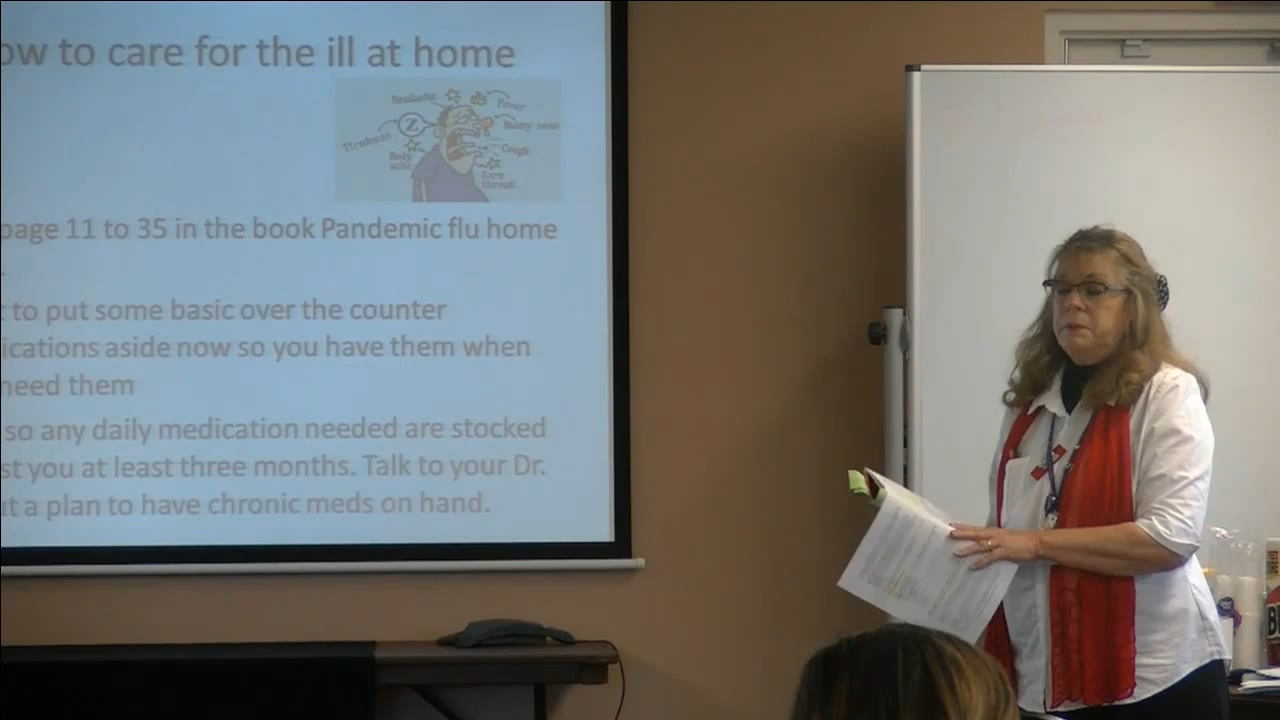 ow to care for the ill at home
Headache
Fever
Runny nose
Z
Tiredness
Cough
Body
ache
Sore
throat
page 11 to 35 in the book Pandemic flu home
.
t to put some basic over the counter
ications aside now so you have them when
need them
so any daily medication needed are stocked
st you at least three months. Talk to your Dr.
ut a plan to have chronic meds on hand.